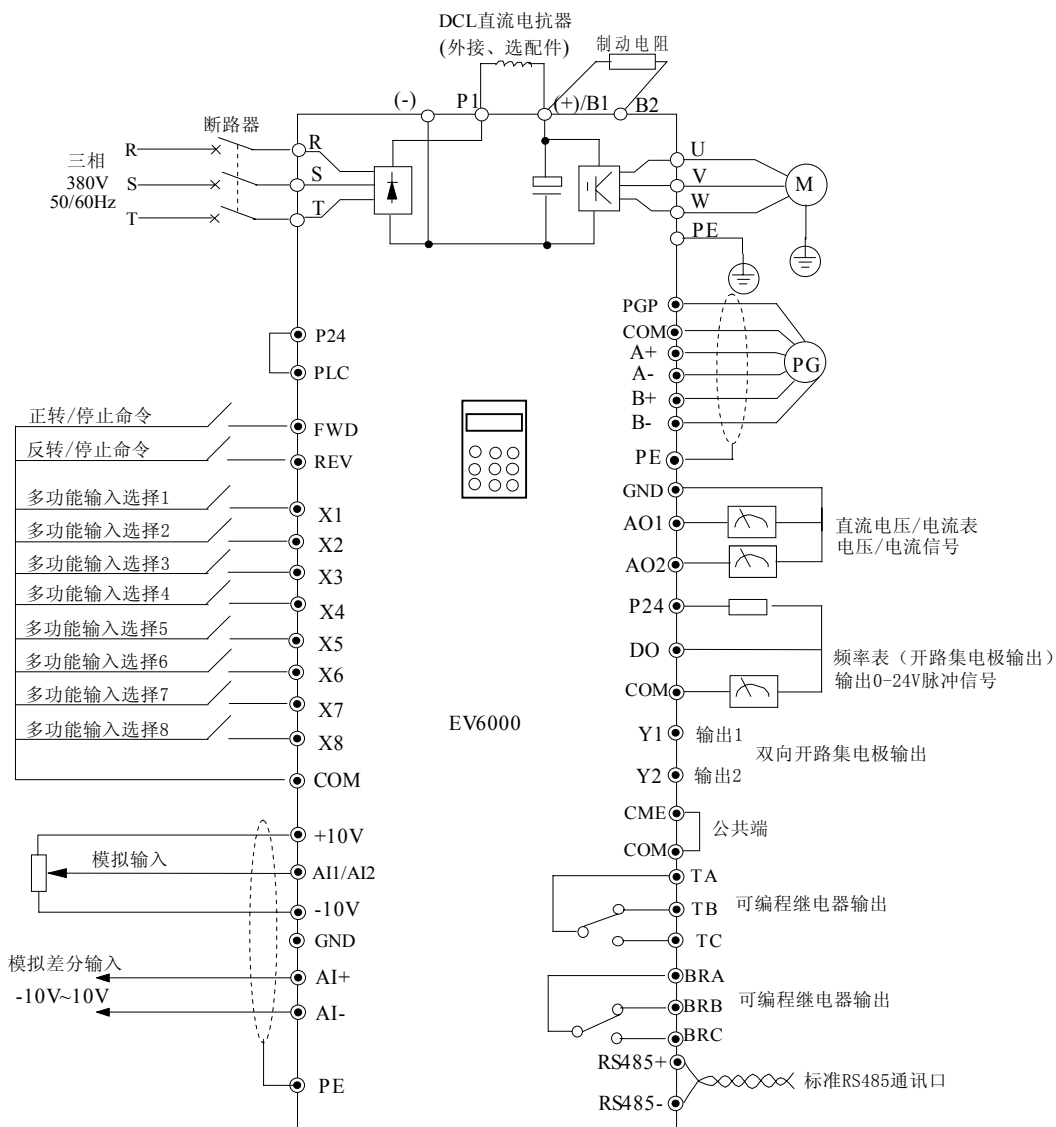 DCL直流电抗器
(外接、选配件)
制动电阻
(-)
P1
(+)/B1
B2
断路器
三相
380V
50/60Hz
R
S
T
R
S
T
U
V
W
M
PE
P24
PLC
正转/停止命令
FWD
反转/停止命令
REV
多功能输入选择1
X1
多功能输入选择2
X2
多功能输入选择3
X3
多功能输入选择4
X4
多功能输入选择5
X5
多功能输入选择6
X6
多功能输入选择7
X7
多功能输入选择8
X8
COM
+10V
模拟输入
AI1/AI2
-10V
GND
模拟差分输入
AI+
-10V~10V
AI-
PE
EV6000
PGP
COM
A+
A-
B+
B-
PG
PE
GND
AO1
AO2
直流电压/电流表
电压/电流信号
P24
DO
COM
频率表（开路集电极输出）
输出0-24V脉冲信号
Y1
输出1
双向开路集电极输出
Y2
输出2
CME
公共端
COM
TA
TB
可编程继电器输出
TC
BRA
BRB
可编程继电器输出
BRC
RS485+
标准RS485通讯口
RS485-